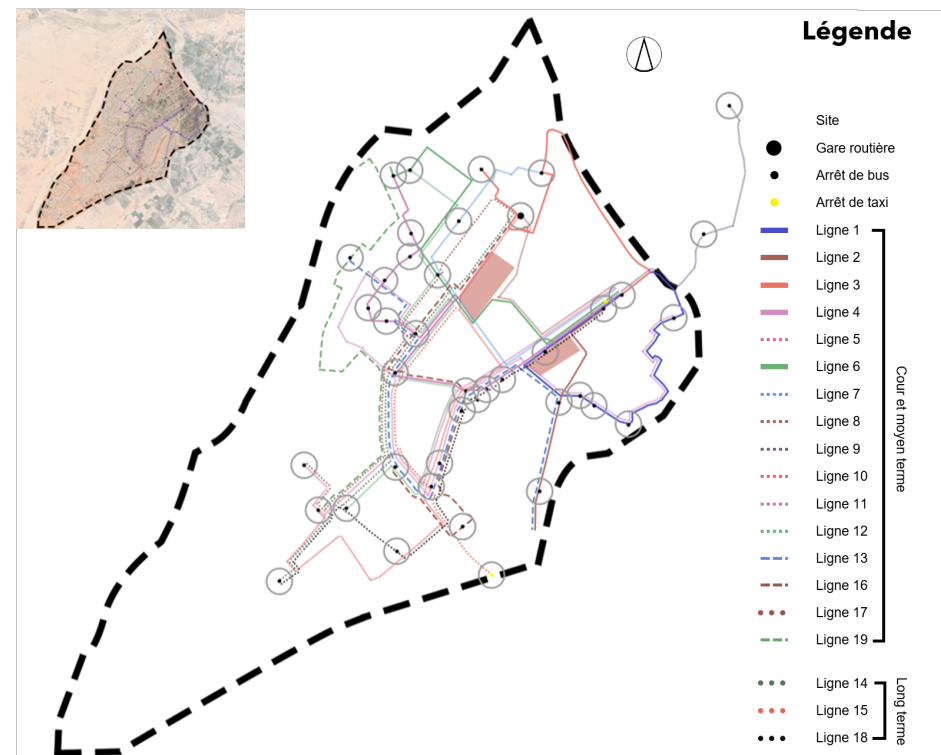 Légende
Site
Gare routière
Arrêt de bus
Arrêt de taxi
Ligne 1
Ligne 2
Ligne 3
Ligne 4
Ligne 5
Ligne 6
Ligne 7
Ligne 8
Ligne 9
Ligne 10
Ligne 11
Ligne 12
Ligne 13
Ligne 16
Ligne 17
Ligne 19
Cour et moyen terme
Ligne 14
Ligne 15
Ligne 18
Long terme